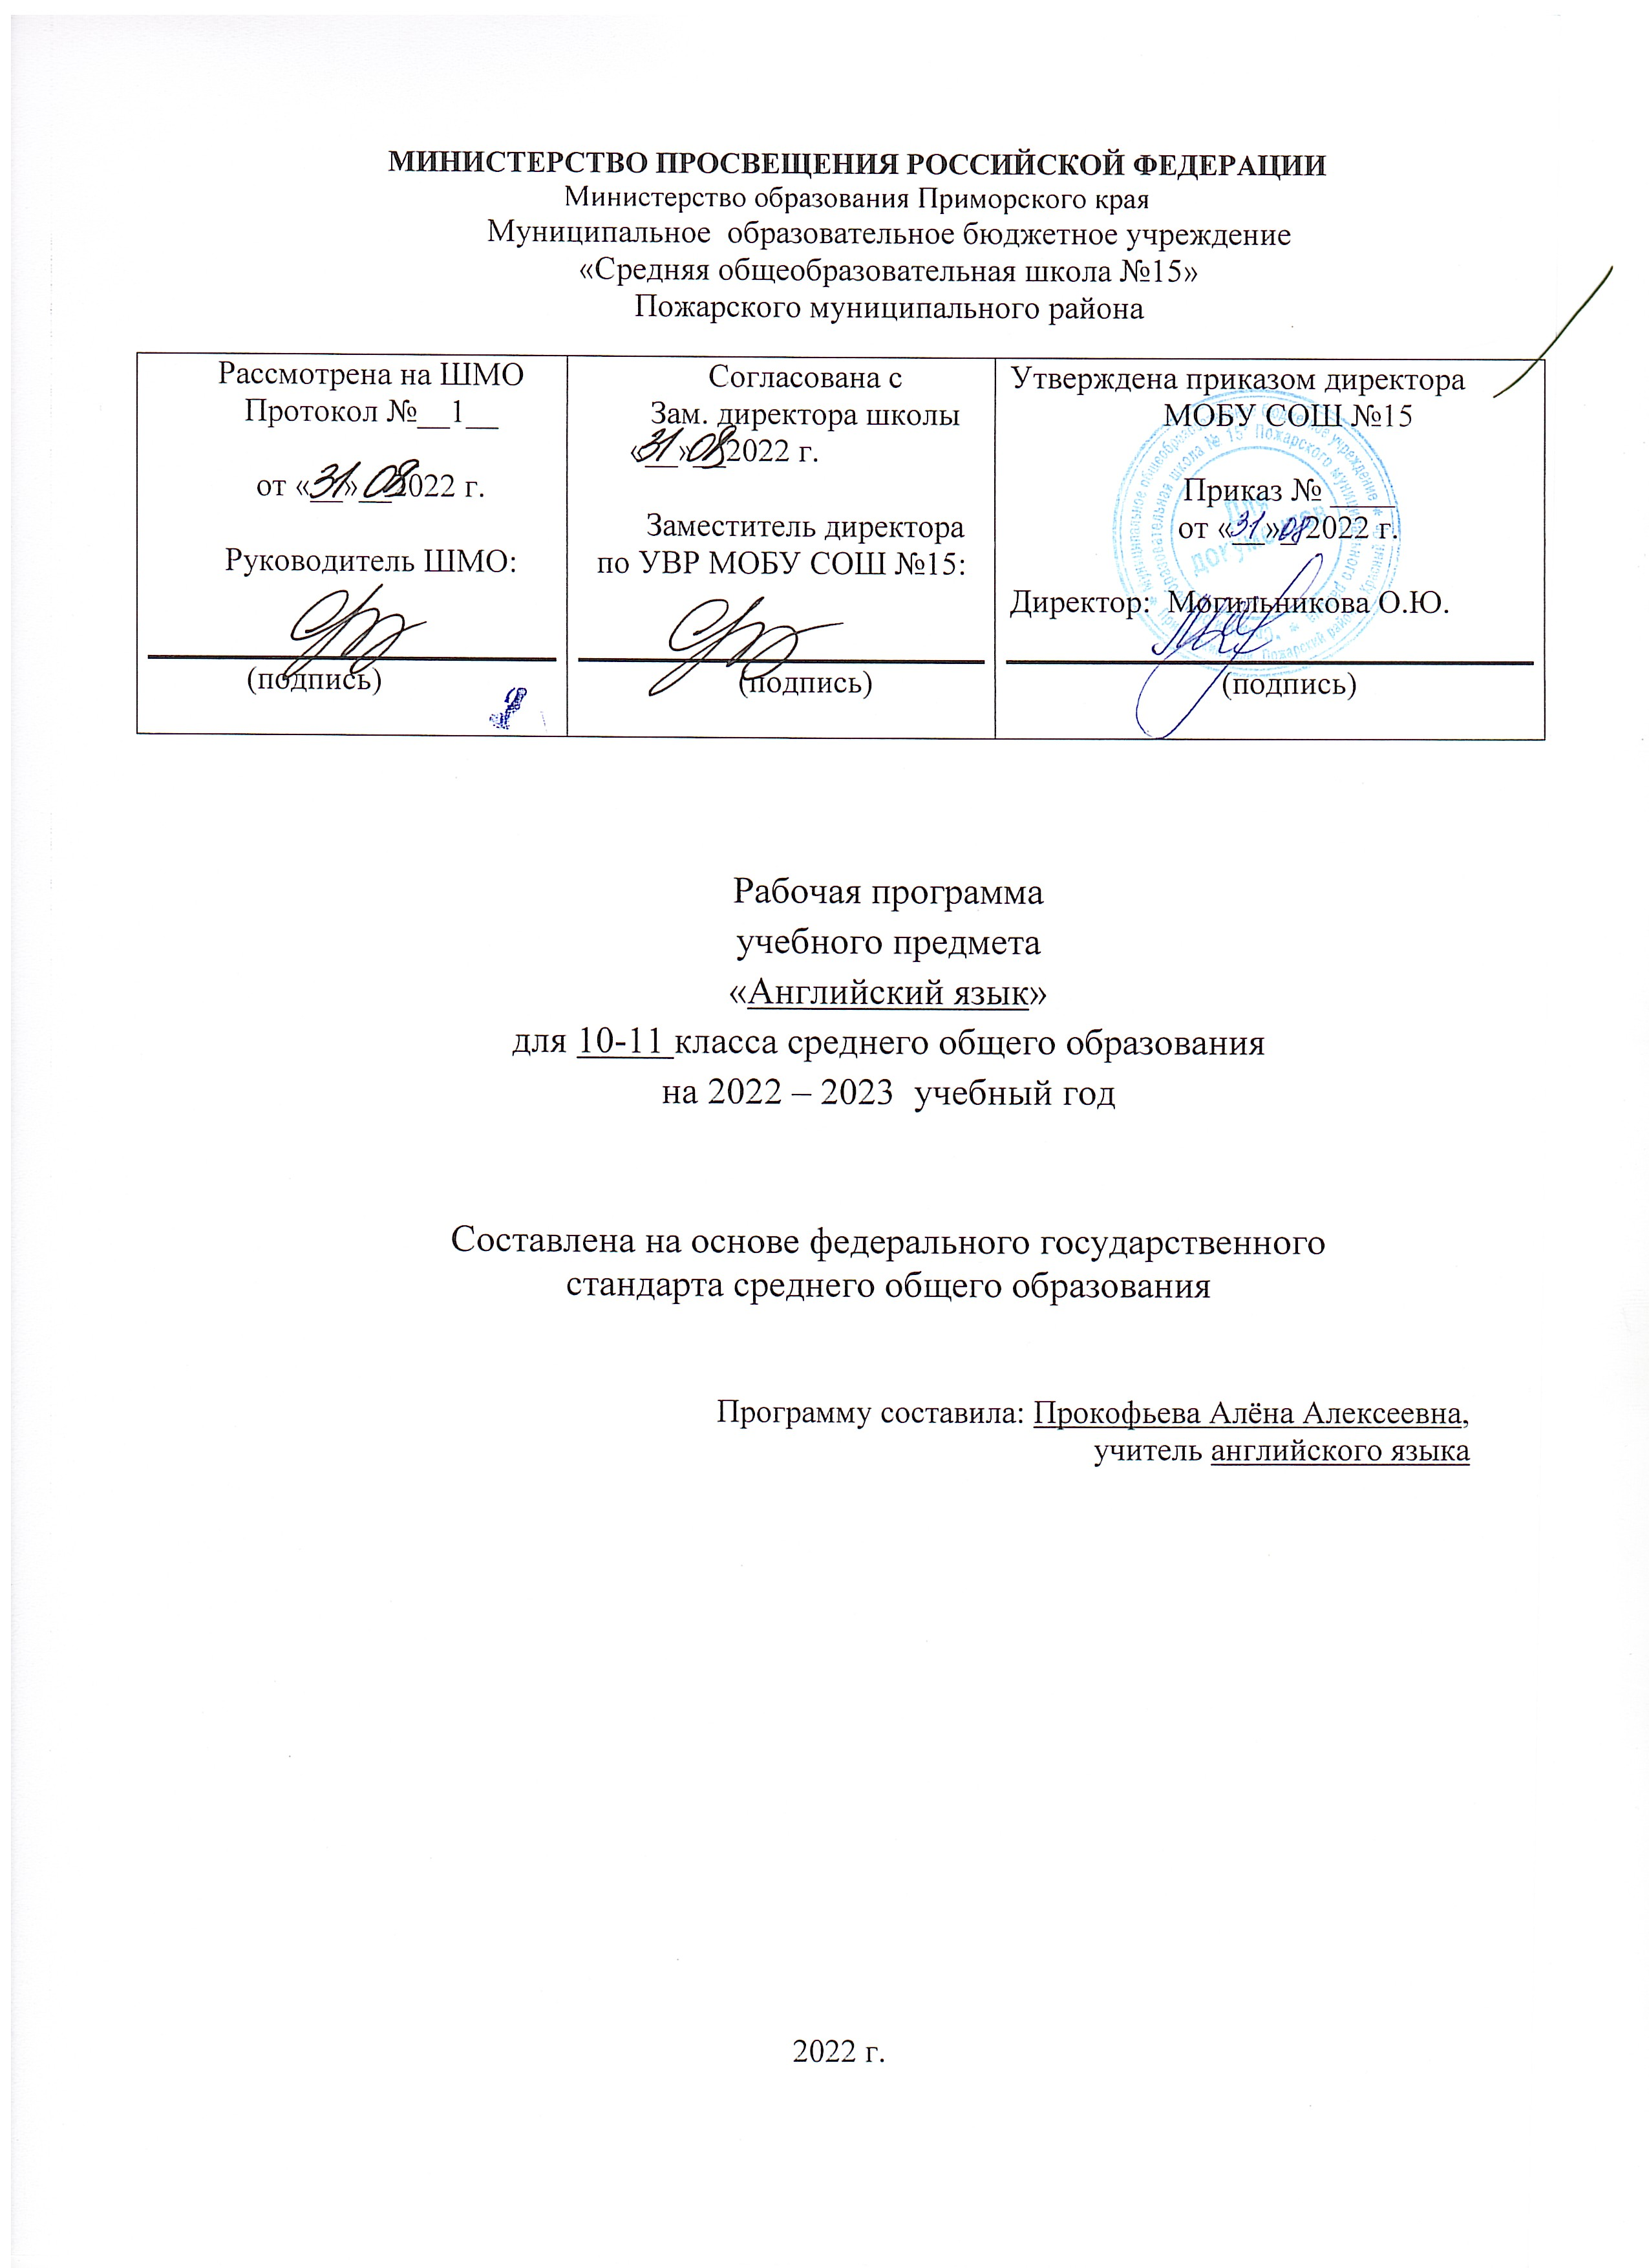 МИНИСТЕРСТВО ПРОСВЕЩЕНИЯ РОССИЙСКОЙ ФЕДЕРАЦИИ
Министерство образования Приморского края
Муниципальное образовательное бюджетное учреждение
«Средняя общеобразовательная школа №15»
Пожарского муниципального района
Рассмотрена на ШМО
Протокол №__1__
от «31» 08 2022 г.
Руководитель ШМО:
(подпись)
Согласована с
Зам. директора школы
«31» 08 2022 г.
Заместитель директора
по УВР МОБУ СОШ №15:
(подпись)
Утверждена приказом директора
МОБУ СОШ №15
Приказ № ____
от «31» 08 2022 г.
Директор: Могильникова О.Ю.
(подпись)
Для документов
Рабочая программа
учебного предмета
«Английский язык»
для 10-11 класса среднего общего образования
на 2022 – 2023 учебный год
Составлена на основе федерального государственного
стандарта среднего общего образования
Программу составила: Прокофьева Алёна Алексеевна,
учитель английского языка
2022 г.